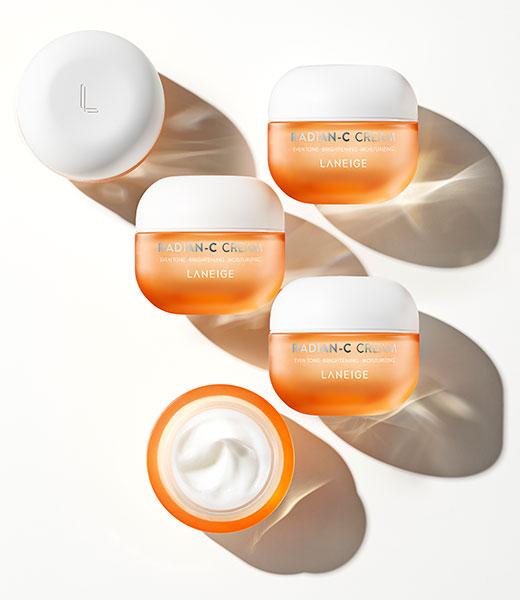 L
RADIAN-C CREAM
EVEN TONE · BRIGHTENING · MOISTURIZING
LANEIGE
RADIAN-C CREAM
EVEN TONE · BRIGHTENING · MOISTURIZING
LANEIGE
RADIAN-C CREAM
EVEN TONE · BRIGHTENING · MOISTURIZING
LANEIGE